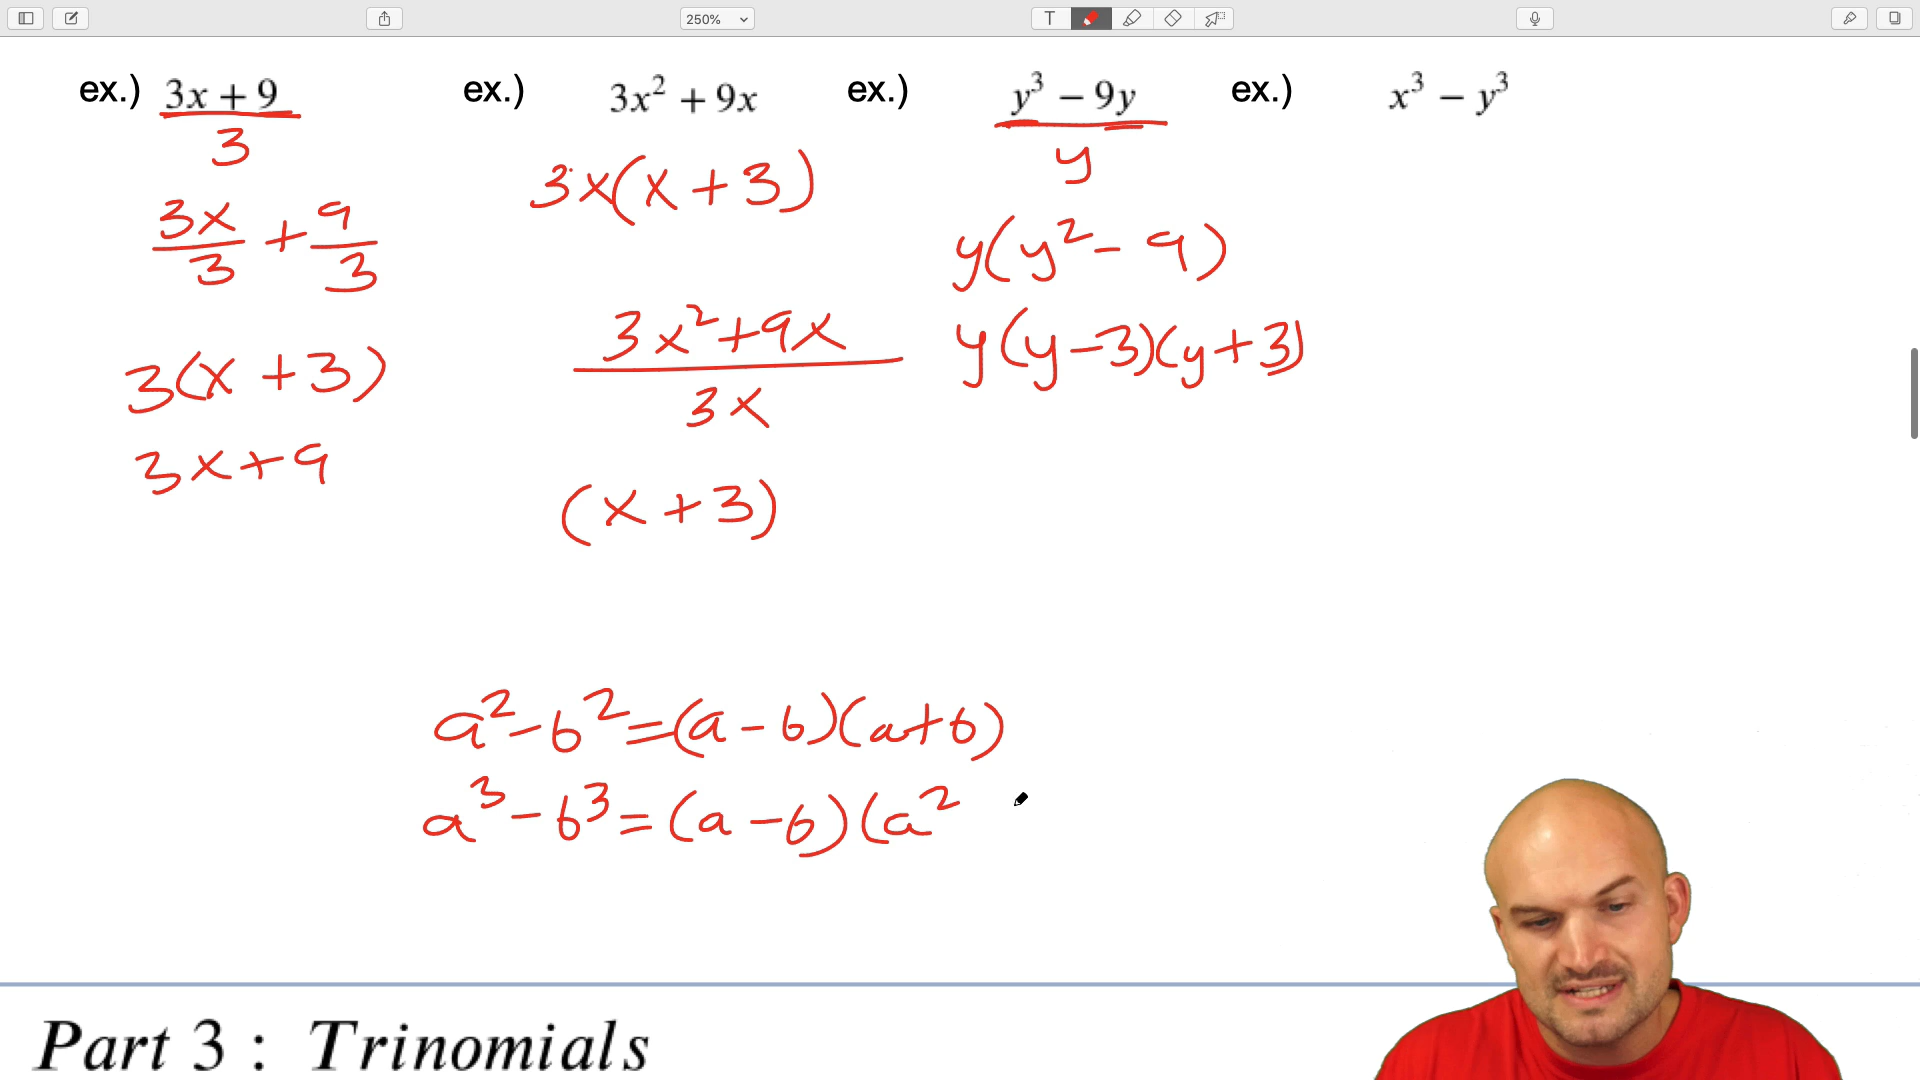 250%
T
ex.) 3x + 9
3
3x/3 + 9/3
3(x + 3)
3x + 9
ex.) 3x² + 9x
3x(x + 3)
3x² + 9x
3x
(x + 3)
ex.) y³ − 9y
y
y(y² − 9)
y(y − 3)(y + 3)
ex.) x³ − y³
a² − b² = (a − b)(a + b)
a³ − b³ = (a − b)(a²
Part 3 : Trinomials